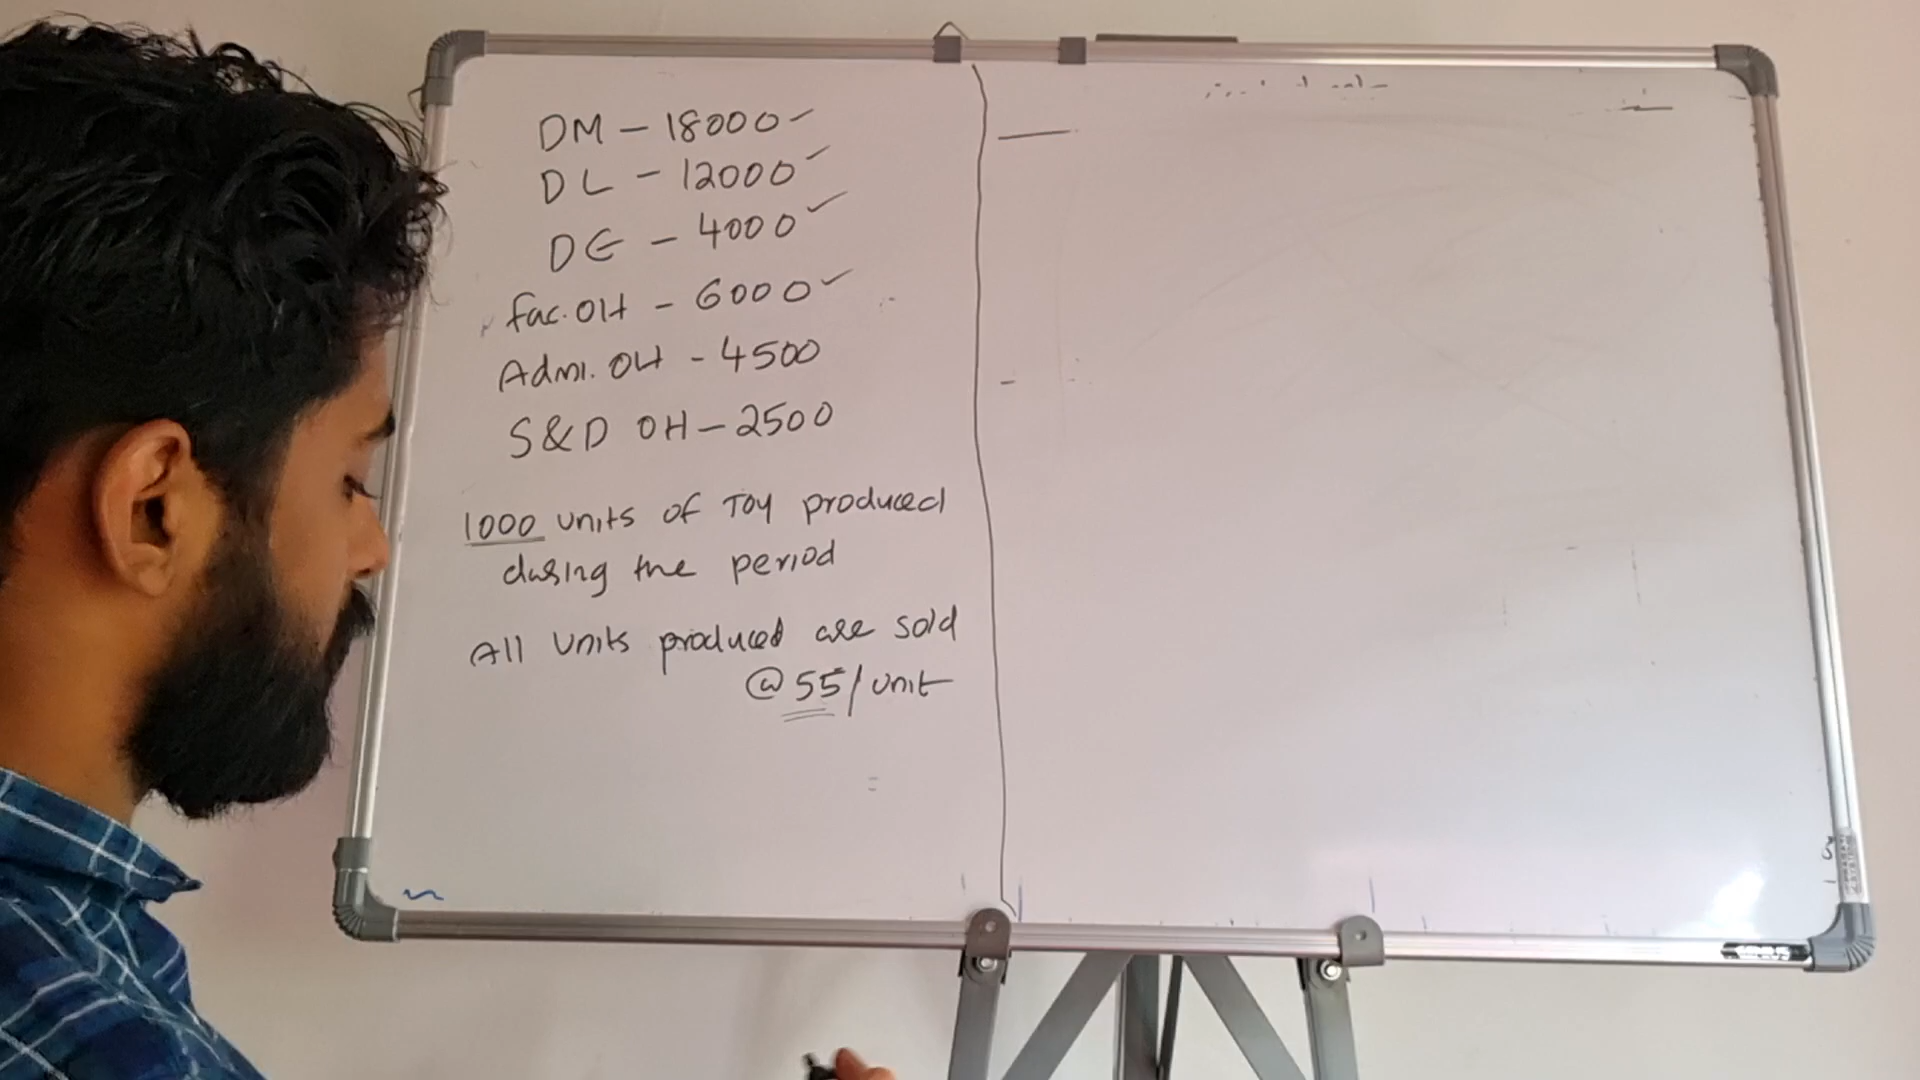 DM - 18000
DL - 12000
DE - 4000
Fac. OH - 6000
Admi. OH - 4500
S&D OH - 2500
1000 units of Toy produced
during the period
All units produced are sold
@ 55/unit